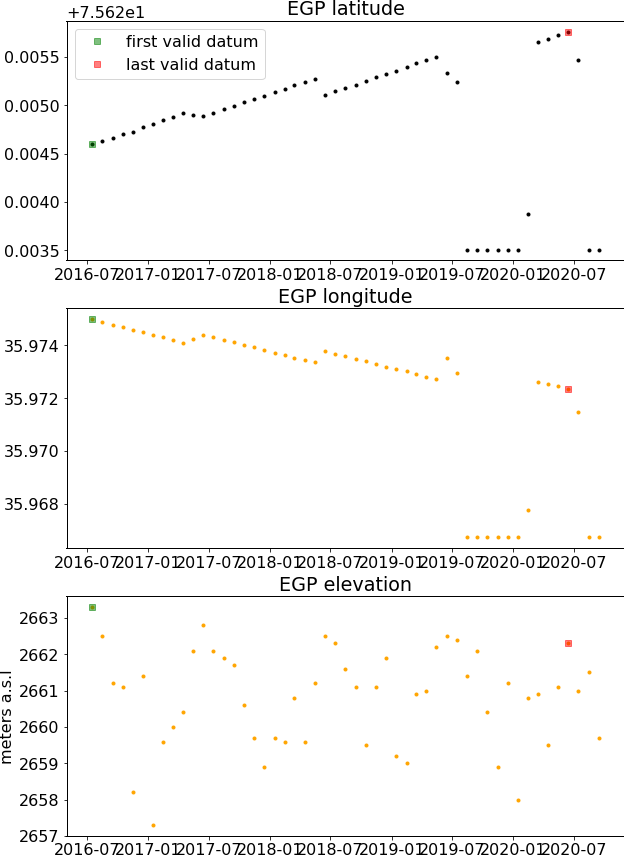 EGP latitude
+7.562e1
first valid datum
last valid datum
0.0055
0.0050
0.0045
0.0040
0.0035
2016-07 2017-01 2017-07 2018-01 2018-07 2019-01 2019-07 2020-01 2020-07
EGP longitude
35.974
35.972
35.970
35.968
2016-07 2017-01 2017-07 2018-01 2018-07 2019-01 2019-07 2020-01 2020-07
EGP elevation
meters a.s.l
2663
2662
2661
2660
2659
2658
2657
2016-07 2017-01 2017-07 2018-01 2018-07 2019-01 2019-07 2020-01 2020-07